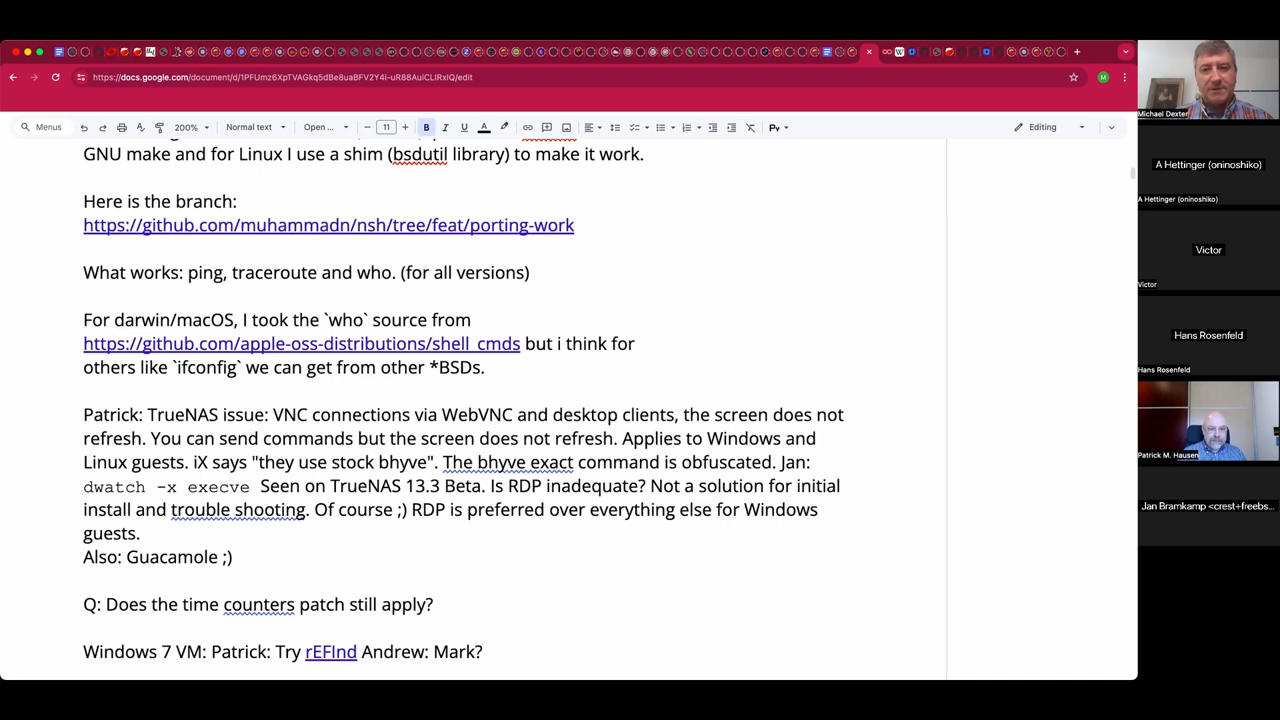 https://docs.google.com/document/d/1PFUmz6XpTVAGkq5dBe8uaBFV2Y4i-uR88AuiCLIRxIQ/edit
M
Menus
200%
Normal text
Open ...
11
B
I
U
A
Editing
GNU make and for Linux I use a shim (bsdutil library) to make it work.
Here is the branch:
https://github.com/muhammadn/nsh/tree/feat/porting-work
What works: ping, traceroute and who. (for all versions)
For darwin/macOS, I took the `who` source from
https://github.com/apple-oss-distributions/shell_cmds but i think for
others like `ifconfig` we can get from other *BSDs.
Patrick: TrueNAS issue: VNC connections via WebVNC and desktop clients, the screen does not
refresh. You can send commands but the screen does not refresh. Applies to Windows and
Linux guests. iX says "they use stock bhyve". The bhyve exact command is obfuscated. Jan:
dwatch -x execve Seen on TrueNAS 13.3 Beta. Is RDP inadequate? Not a solution for initial
install and trouble shooting. Of course ;) RDP is preferred over everything else for Windows
guests.
Also: Guacamole ;)
Q: Does the time counters patch still apply?
Windows 7 VM: Patrick: Try rEFInd Andrew: Mark?
Michael Dexter
A Hettinger (oninoshiko)
A Hettinger (oninoshiko)
Victor
Victor
Hans Rosenfeld
Hans Rosenfeld
Patrick M. Hausen
Jan Bramkamp <crest+freebs...